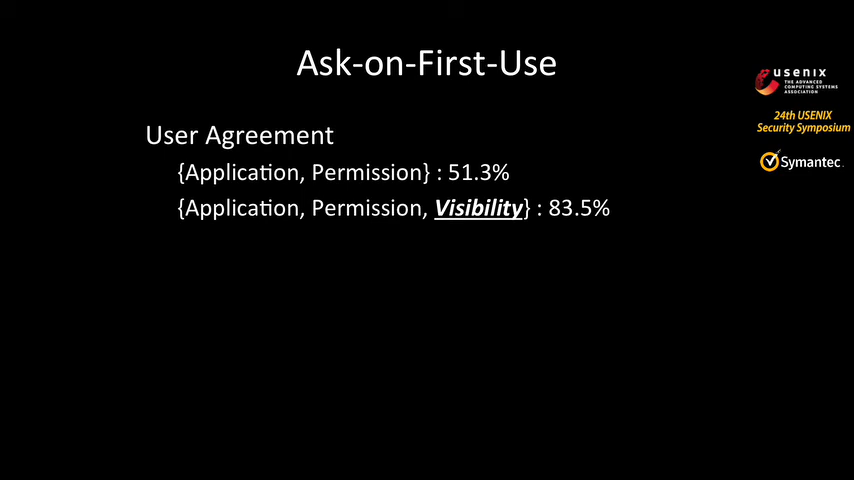 Ask-on-First-Use
usenix
THE ADVANCED
COMPUTING SYSTEMS
ASSOCIATION
24th USENIX
Security Symposium
Symantec.
User Agreement
{Application, Permission} : 51.3%
{Application, Permission, Visibility} : 83.5%